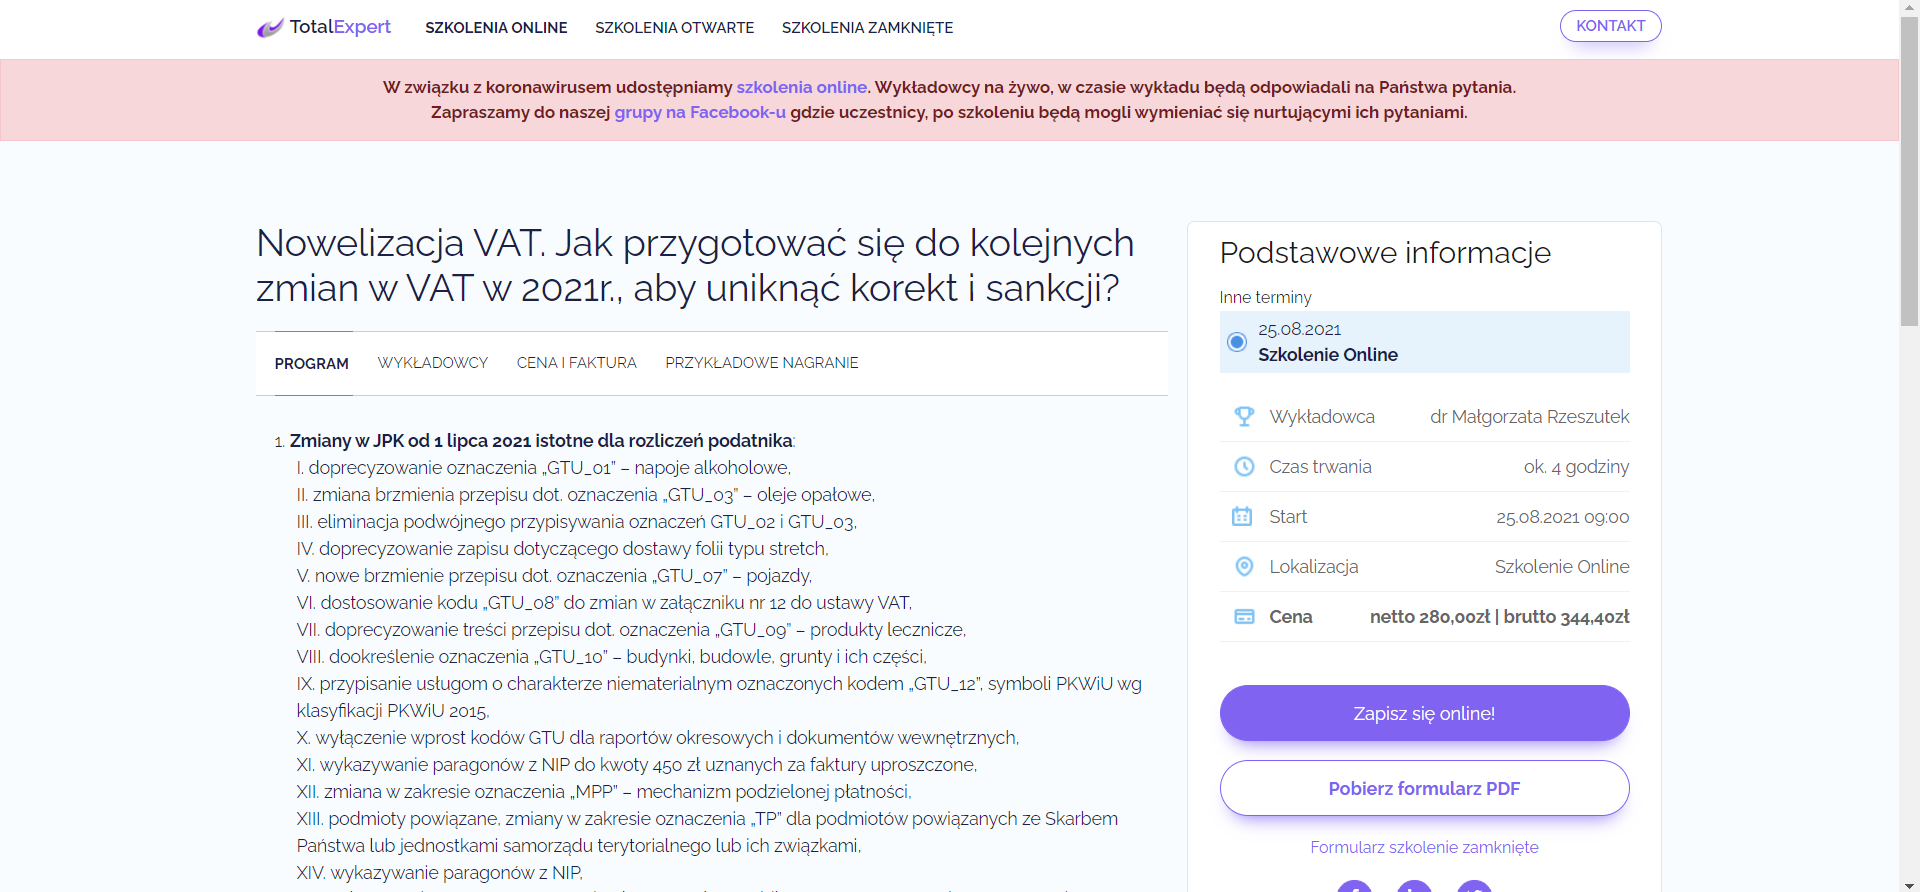 TotalExpert
SZKOLENIA ONLINE
SZKOLENIA OTWARTE
SZKOLENIA ZAMKNIĘTE
KONTAKT
W związku z koronawirusem udostępniamy szkolenia online. Wykładowcy na żywo, w czasie wykładu będą odpowiadali na Państwa pytania.
Zapraszamy do naszej grupy na Facebook-u gdzie uczestnicy, po szkoleniu będą mogli wymieniać się nurtującymi ich pytaniami.
Nowelizacja VAT. Jak przygotować się do kolejnych
zmian w VAT w 2021r., aby uniknąć korekt i sankcji?
PROGRAM
WYKŁADOWCY
CENA I FAKTURA
PRZYKŁADOWE NAGRANIE
1. Zmiany w JPK od 1 lipca 2021 istotne dla rozliczeń podatnika:
I. doprecyzowanie oznaczenia „GTU_01” – napoje alkoholowe,
II. zmiana brzmienia przepisu dot. oznaczenia „GTU_03” – oleje opałowe,
III. eliminacja podwójnego przypisywania oznaczeń GTU_02 i GTU_03,
IV. doprecyzowanie zapisu dotyczącego dostawy folii typu stretch,
V. nowe brzmienie przepisu dot. oznaczenia „GTU_07” – pojazdy,
VI. dostosowanie kodu „GTU_08” do zmian w załączniku nr 12 do ustawy VAT,
VII. doprecyzowanie treści przepisu dot. oznaczenia „GTU_09” – produkty lecznicze,
VIII. dookreślenie oznaczenia „GTU_10” – budynki, budowle, grunty i ich części,
IX. przypisanie usługom o charakterze niematerialnym oznaczonych kodem „GTU_12”, symboli PKWiU wg
klasyfikacji PKWiU 2015,
X. wyłączenie wprost kodów GTU dla raportów okresowych i dokumentów wewnętrznych,
XI. wykazywanie paragonów z NIP do kwoty 450 zł uznanych za faktury uproszczone,
XII. zmiana w zakresie oznaczenia „MPP” – mechanizm podzielonej płatności,
XIII. podmioty powiązane, zmiany w zakresie oznaczenia „TP” dla podmiotów powiązanych ze Skarbem
Państwa lub jednostkami samorządu terytorialnego lub ich związkami,
XIV. wykazywanie paragonów z NIP,
Podstawowe informacje
Inne terminy
25.08.2021
Szkolenie Online
Wykładowca dr Małgorzata Rzeszutek
Czas trwania ok. 4 godziny
Start 25.08.2021 09:00
Lokalizacja Szkolenie Online
Cena netto 280,00zł | brutto 344,40zł
Zapisz się online!
Pobierz formularz PDF
Formularz szkolenie zamknięte